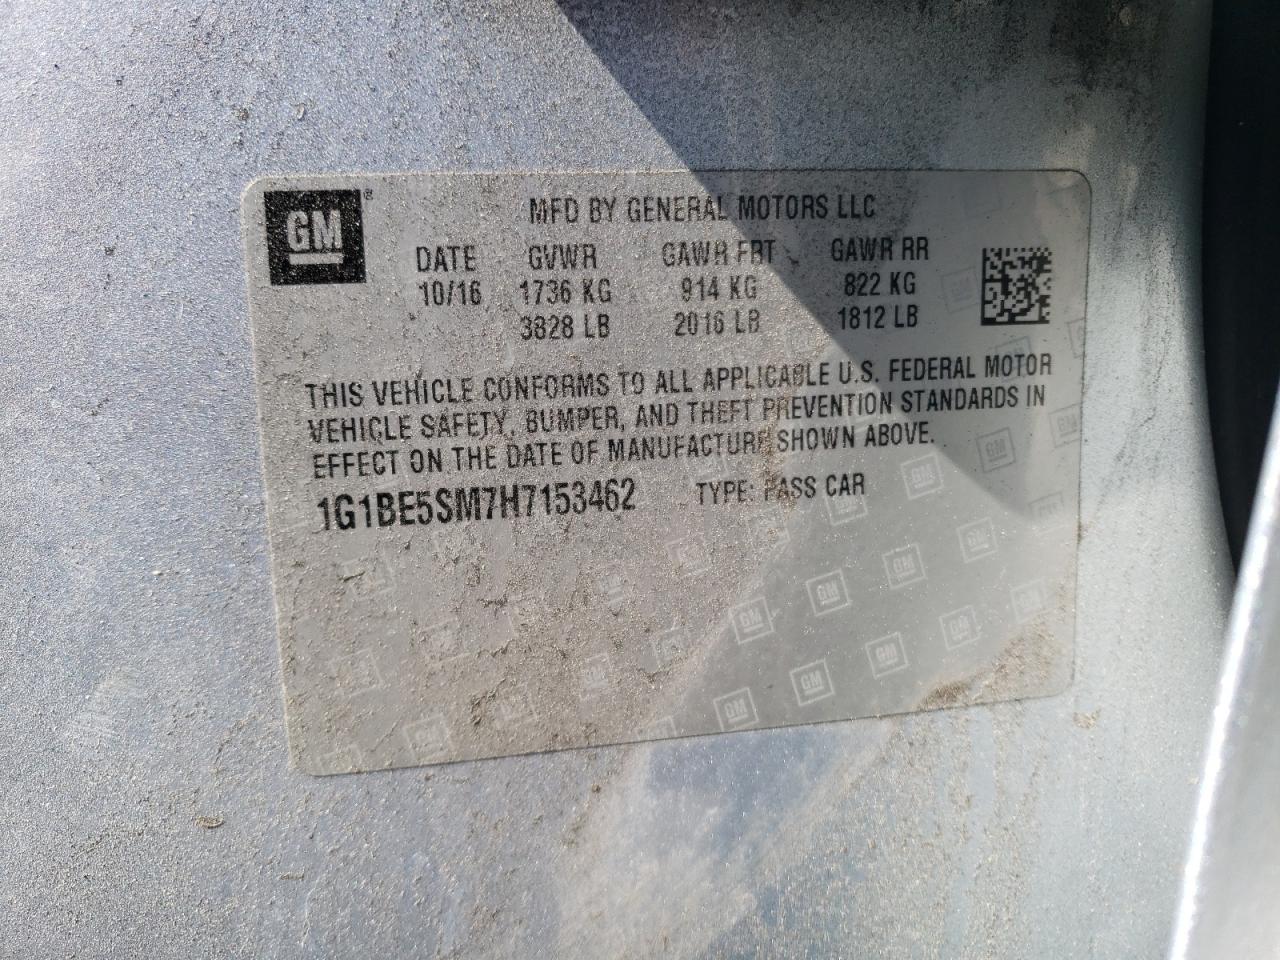 GM ® MFD BY GENERAL MOTORS LLC
DATE GVWR GAWR FRT GAWR RR
10/16 1736 KG 914 KG 822 KG
3828 LB 2016 LB 1812 LB
THIS VEHICLE CONFORMS TO ALL APPLICABLE U.S. FEDERAL MOTOR
VEHICLE SAFETY, BUMPER, AND THEFT PREVENTION STANDARDS IN
EFFECT ON THE DATE OF MANUFACTURE SHOWN ABOVE.
1G1BE5SM7H7153462 TYPE: PASS CAR